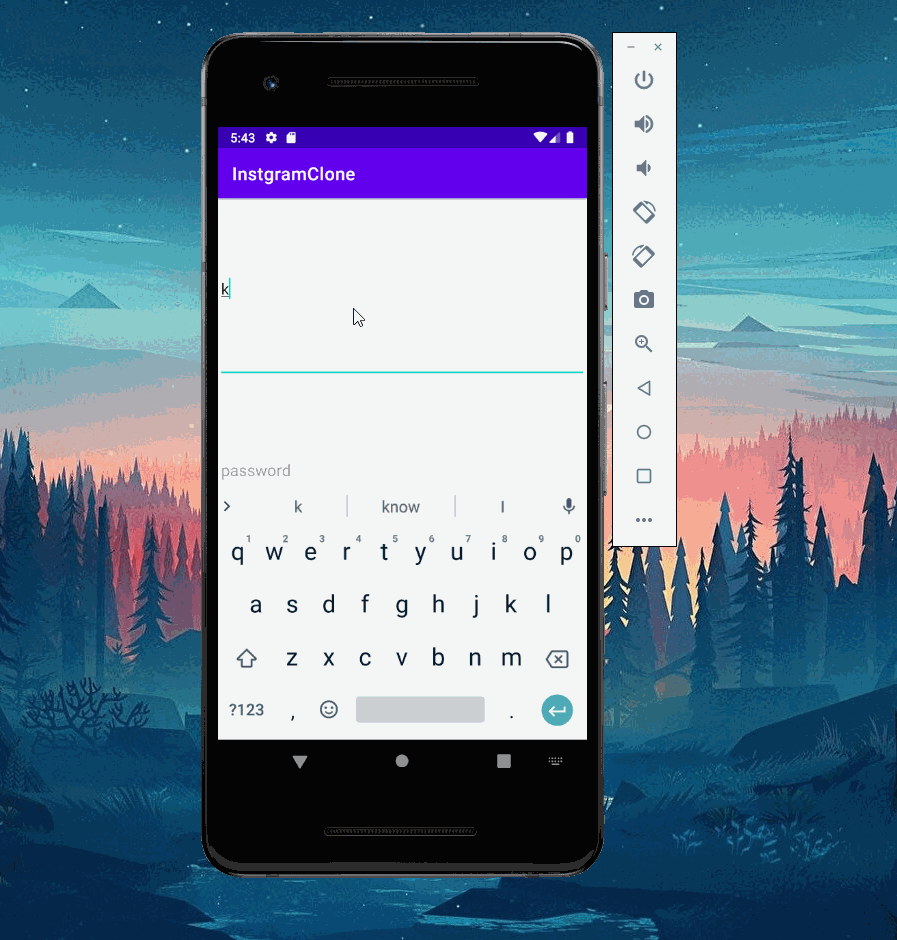 5:43
InstgramClone
k
password
k know I
1 2 3 4 5 6 7 8 9 0
q w e r t y u i o p
a s d f g h j k l
z x c v b n m
?123 , .